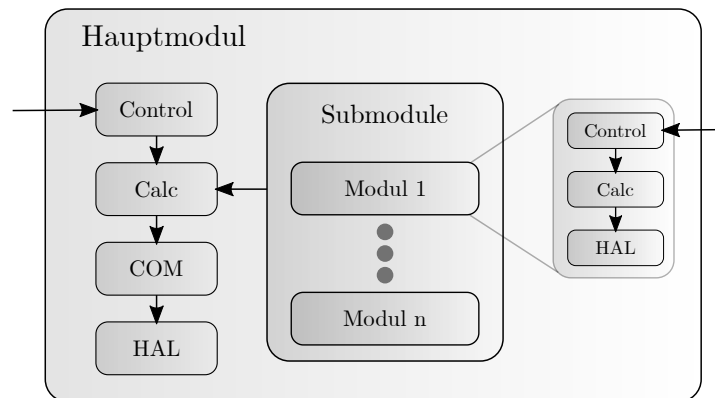 Hauptmodul
Control
Calc
COM
HAL
Submodule
Modul 1
Modul n
Control
Calc
HAL